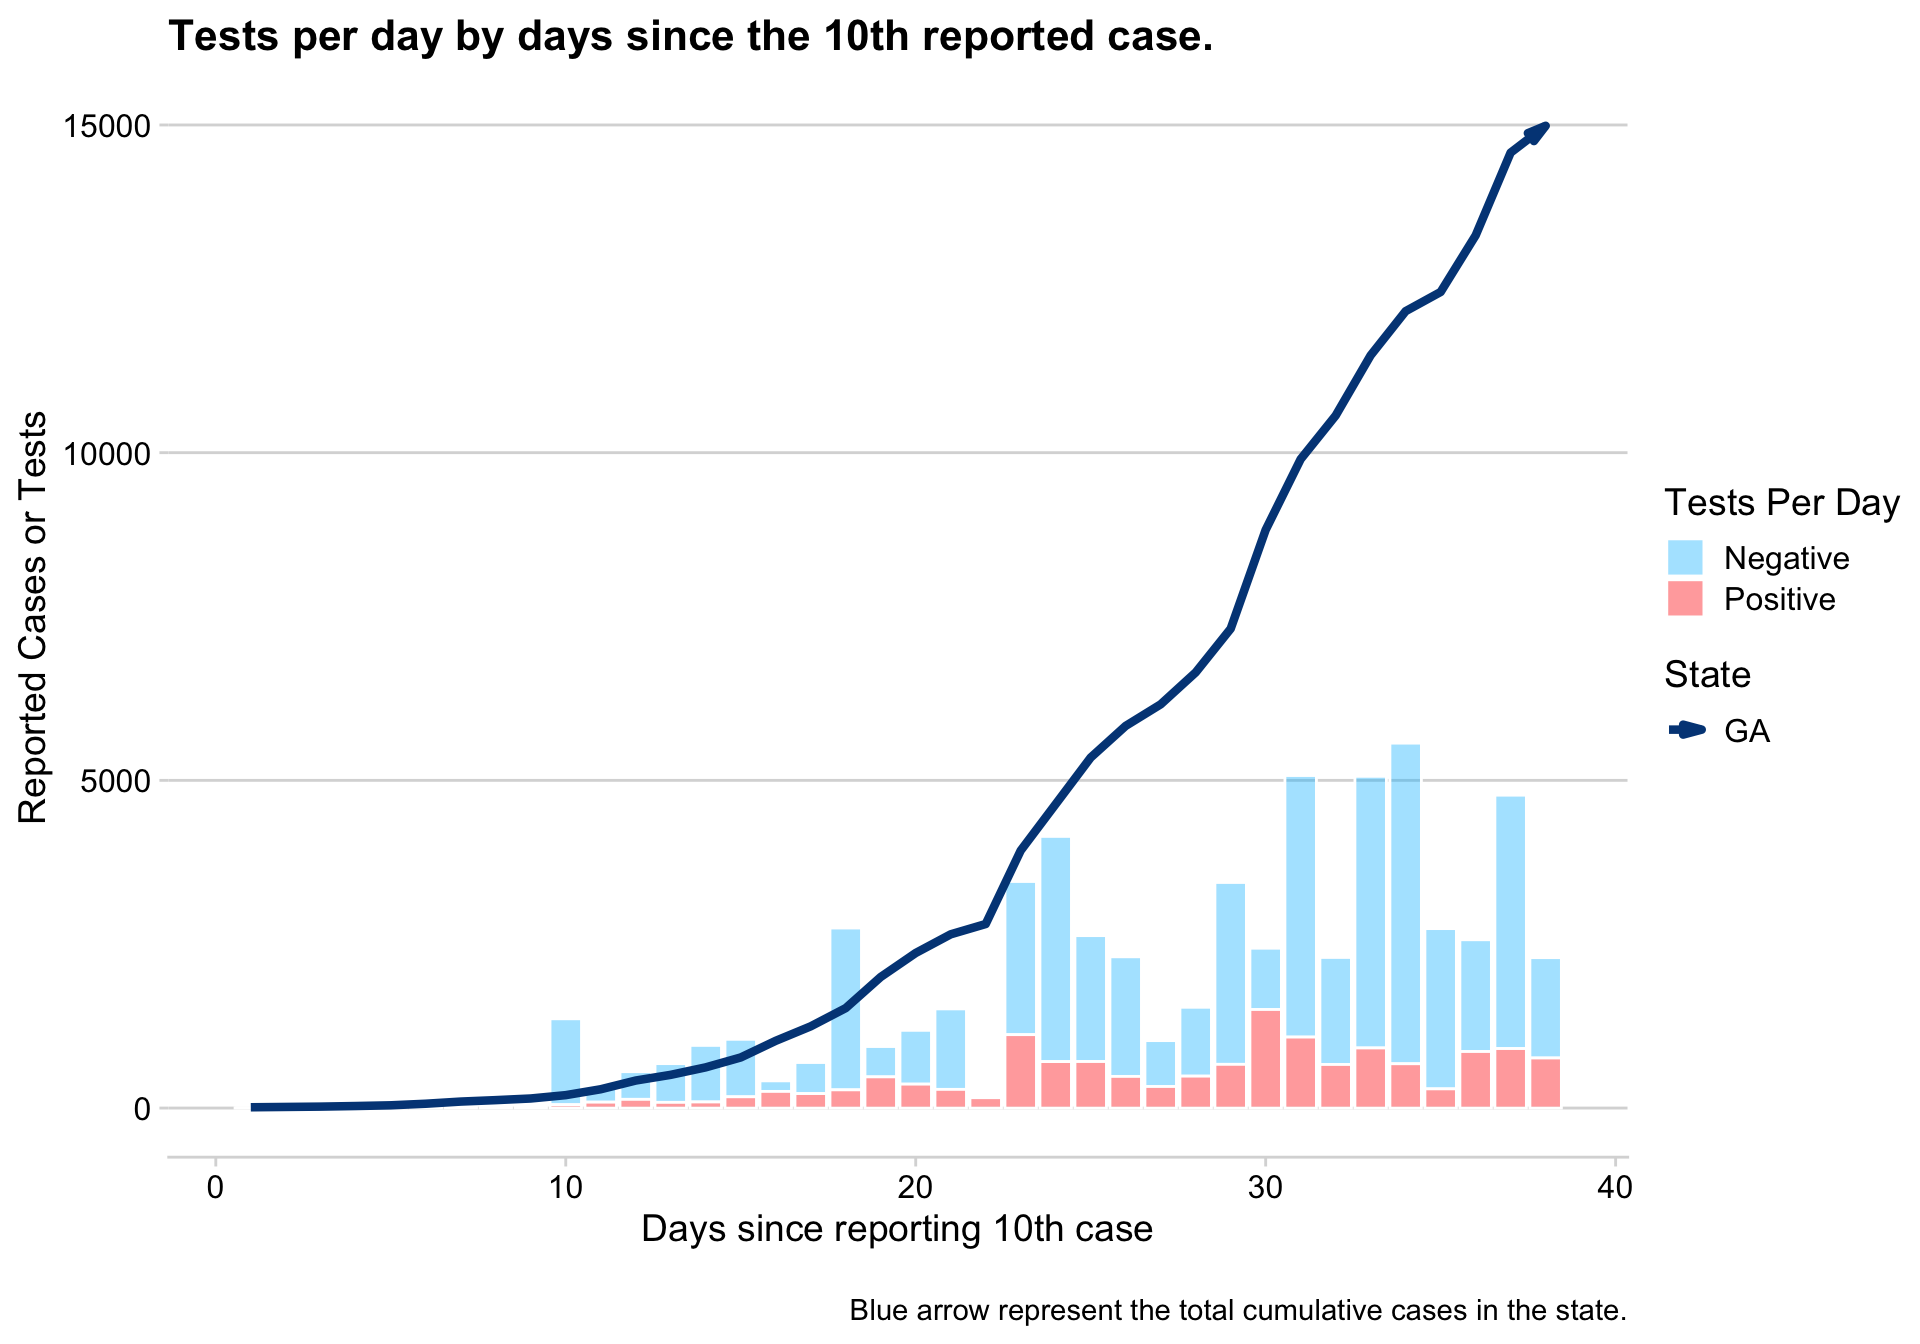 Tests per day by days since the 10th reported case.
15000
10000
5000
0
Reported Cases or Tests
0
10
20
30
40
Days since reporting 10th case
Tests Per Day
Negative
Positive
State
GA
Blue arrow represent the total cumulative cases in the state.